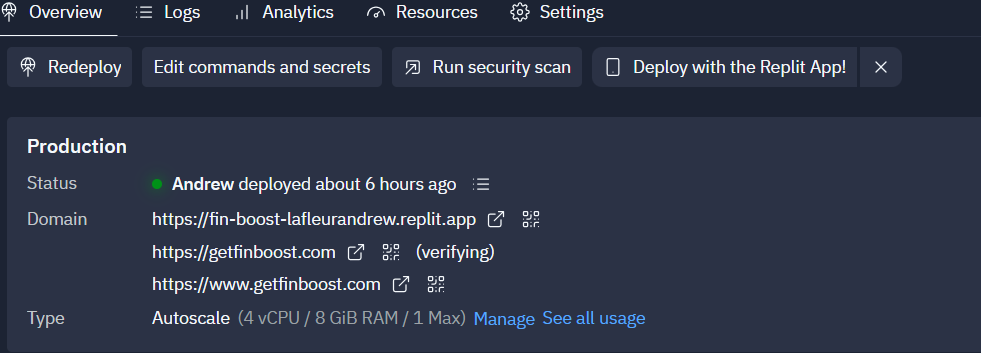 Overview Logs Analytics Resources Settings
Redeploy Edit commands and secrets Run security scan Deploy with the Replit App!
Production
Status Andrew deployed about 6 hours ago
Domain https://fin-boost-lafleurandrew.replit.app
https://getfinboost.com (verifying)
https://www.getfinboost.com
Type Autoscale (4 vCPU / 8 GiB RAM / 1 Max) Manage See all usage